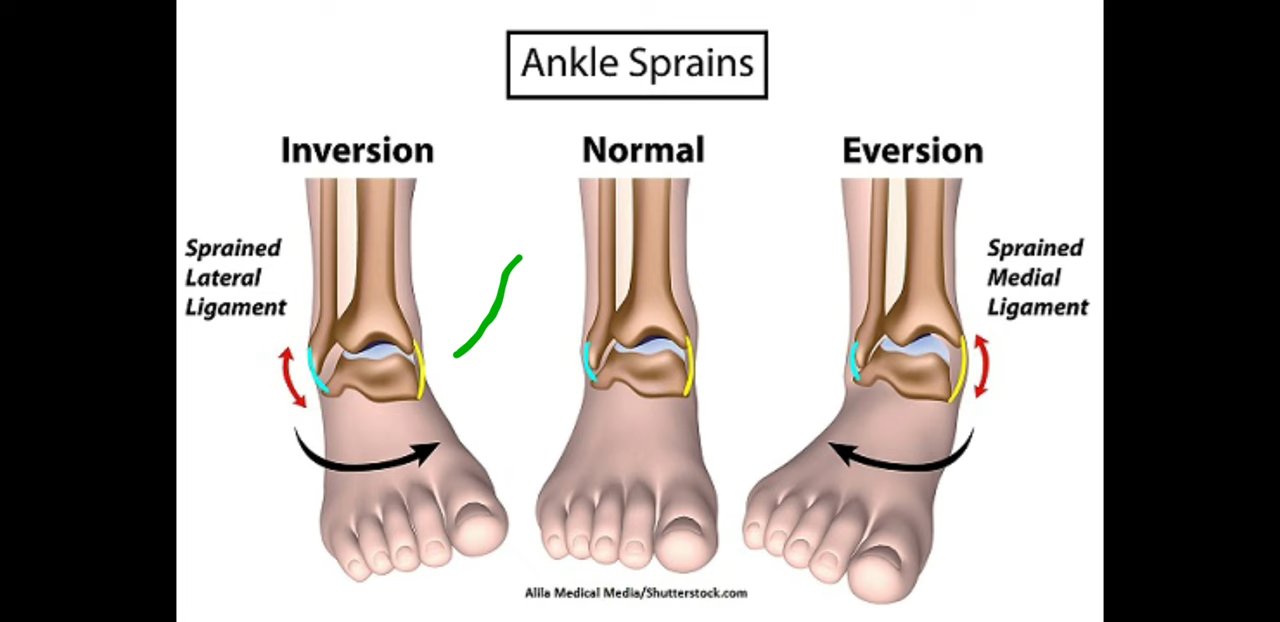 Ankle Sprains
Inversion
Normal
Eversion
Sprained
Lateral
Ligament
Sprained
Medial
Ligament
Alila Medical Media/Shutterstock.com